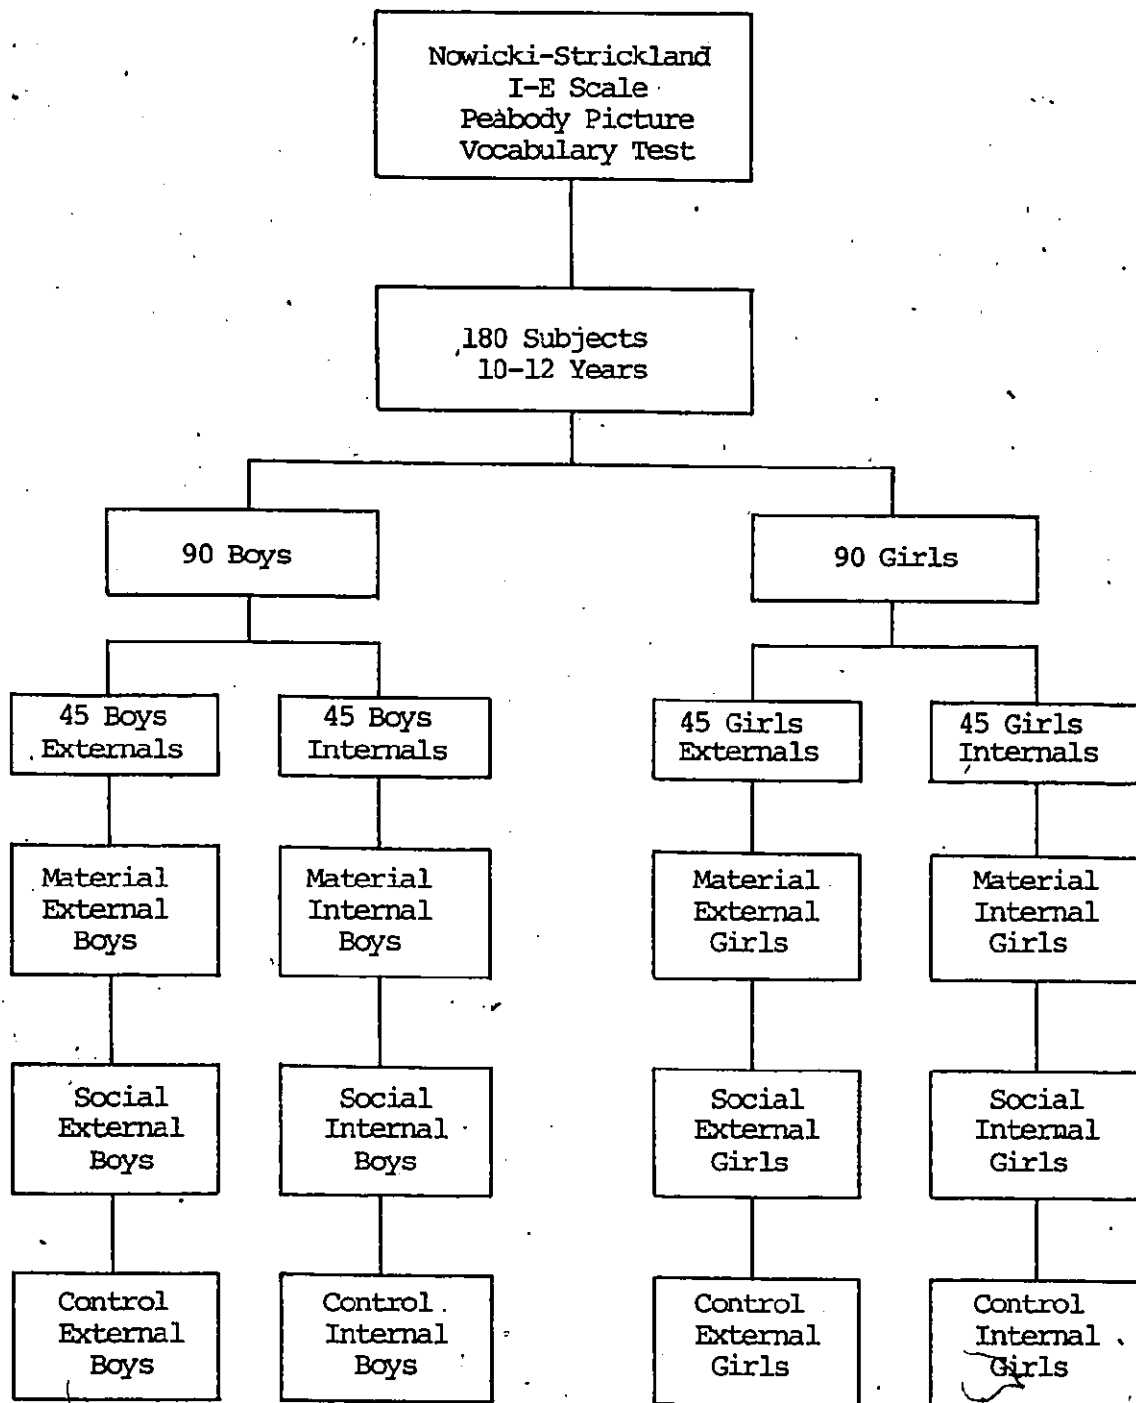 Nowicki-Strickland
I-E Scale
Peabody Picture
Vocabulary Test
180 Subjects
10-12 Years
90 Boys
90 Girls
45 Boys
Externals
45 Boys
Internals
45 Girls
Externals
45 Girls
Internals
Material
External
Boys
Material
Internal
Boys
Material
External
Girls
Material
Internal
Girls
Social
External
Boys
Social
Internal
Boys
Social
External
Girls
Social
Internal
Girls
Control
External
Boys
Control
Internal
Boys
Control
External
Girls
Control
Internal
Girls